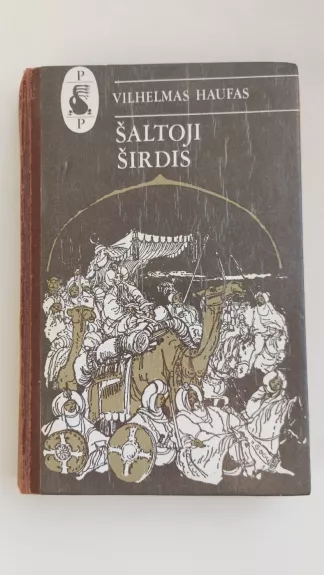 P
P
VILHELMAS HAUFAS
ŠALTOJI
ŠIRDIS